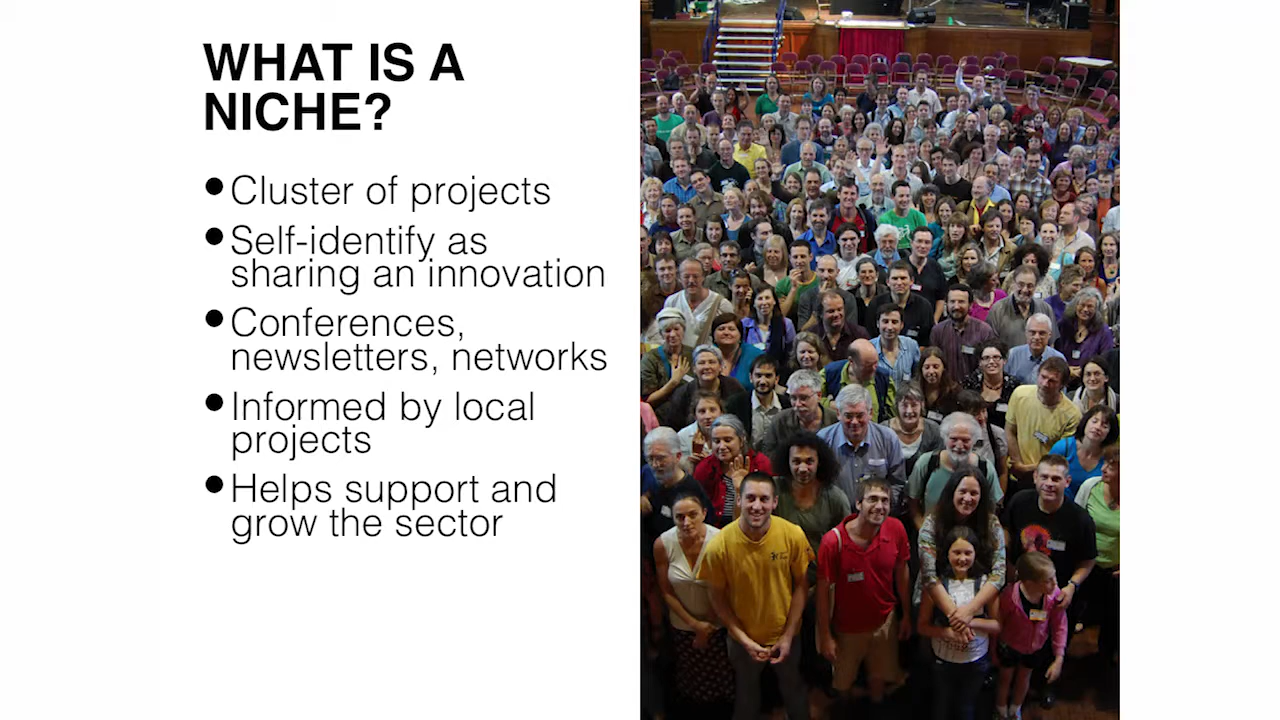 WHAT IS A
NICHE?
• Cluster of projects
• Self-identify as
sharing an innovation
• Conferences,
newsletters, networks
• Informed by local
projects
• Helps support and
grow the sector